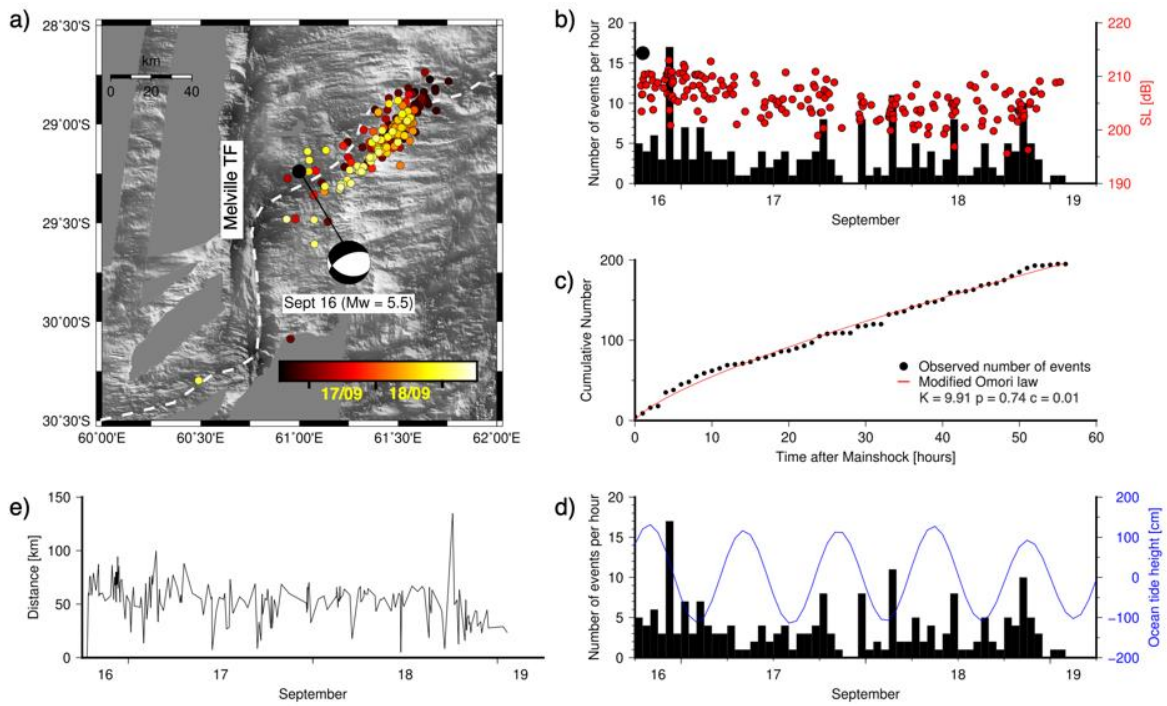 a)
28˚30'S
29˚00'S
29˚30'S
30˚00'S
30˚30'S
60˚00'E 60˚30'E 61˚00'E 61˚30'E 62˚00'E
km
0 20 40
Melville TF
Sept 16 (Mw = 5.5)
17/09 18/09
b)
Number of events per hour
0 5 10 15 20
16 17 18 19
September
SL [dB]
190 200 210 220
c)
Cumulative Number
0 100 200
0 10 20 30 40 50 60
Time after Mainshock [hours]
Observed number of events
Modified Omori law
K = 9.91 p = 0.74 c = 0.01
e)
Distance [km]
0 50 100 150
16 17 18 19
September
d)
Number of events per hour
0 5 10 15 20
16 17 18 19
September
Ocean tide height [cm]
−200 −100 0 100 200